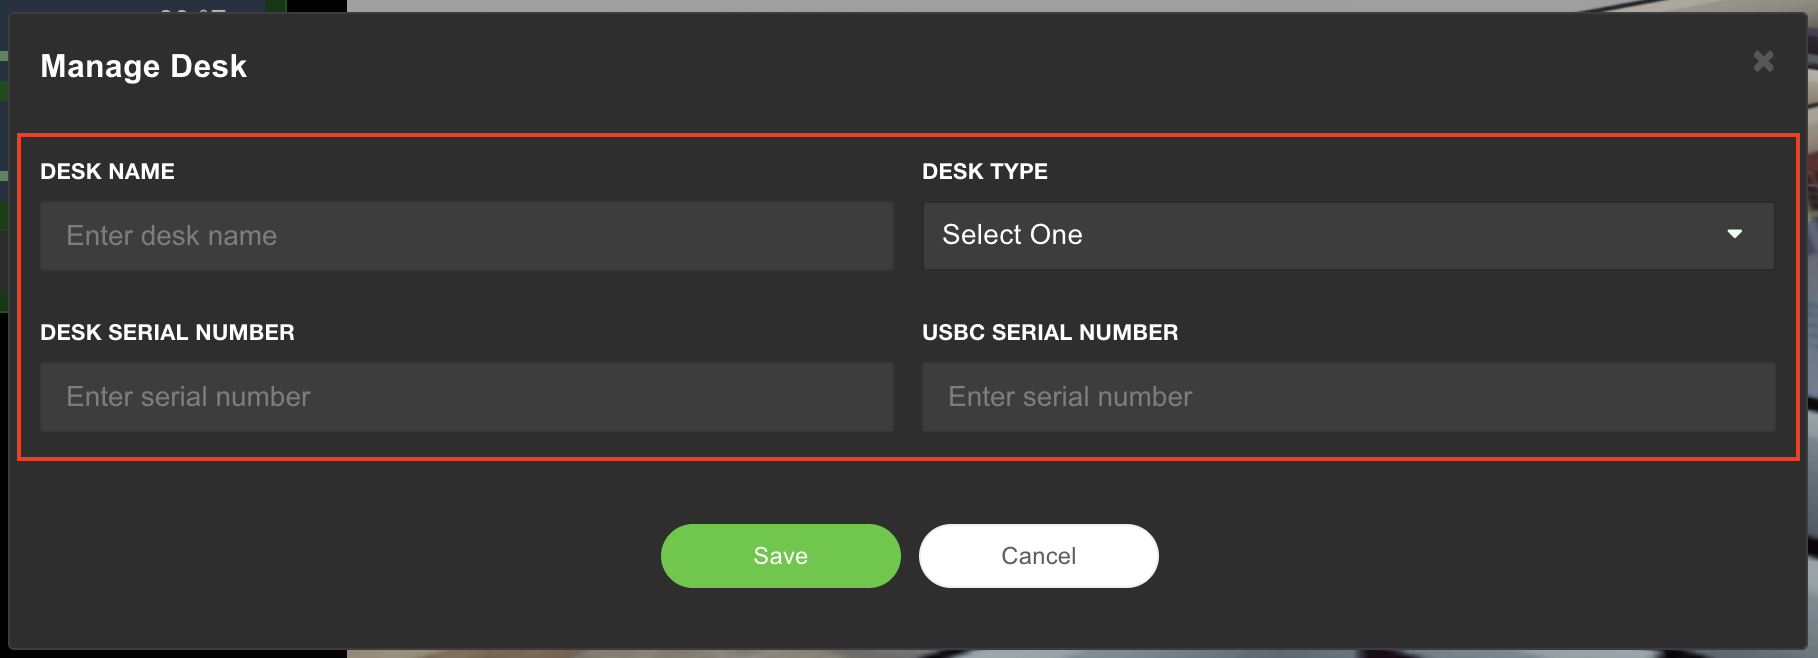 Manage Desk
DESK NAME
DESK TYPE
Enter desk name
Select One
DESK SERIAL NUMBER
USBC SERIAL NUMBER
Enter serial number
Enter serial number
Save
Cancel